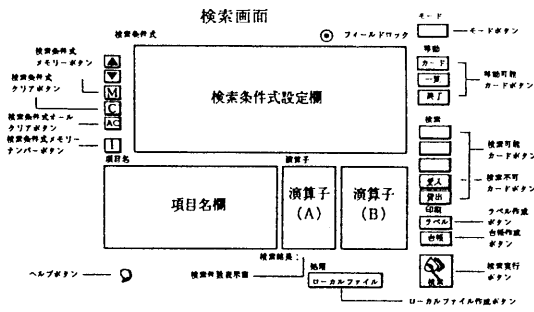 検索画面
検索条件式
フィールドロック
モード
モードボタン
検索条件式
メモリーボタン
検索条件式
クリアボタン
検索条件式オール
クリアボタン
検索条件式メモリー
ナンバーボタン
▲
▼
M
C
AC
1
検索条件式設定欄
移動
カード
一覧
終了
移動可能
カードボタン
検索
検索可能
カードボタン
受入
貸出
検索不可
カードボタン
印刷
ラベル
ラベル作成
ボタン
台帳
台帳作成
ボタン
項目名
演算子
項目名欄
演算子
(A)
演算子
(B)
検索結果:
ヘルプボタン
処理
ローカルファイル
検索
検索実行
ボタン
ローカルファイル作成ボタン